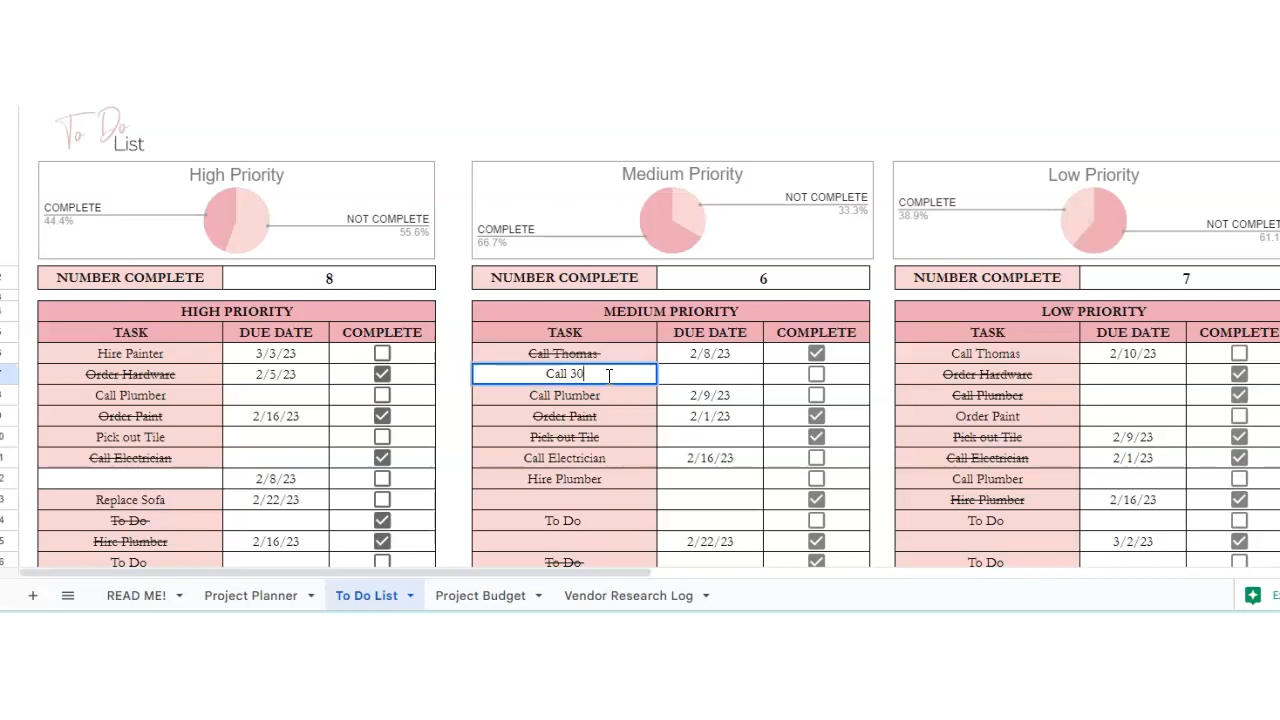 To Do
List
High Priority
COMPLETE
44.4%
NOT COMPLETE
55.6%
Medium Priority
NOT COMPLETE
33.3%
COMPLETE
66.7%
Low Priority
COMPLETE
38.9%
NOT COMPLET
61.1
NUMBER COMPLETE 8 NUMBER COMPLETE 6 NUMBER COMPLETE 7
HIGH PRIORITY MEDIUM PRIORITY LOW PRIORITY
TASK DUE DATE COMPLETE TASK DUE DATE COMPLETE TASK DUE DATE COMPLETE
Hire Painter 3/3/23 Call Thomas 2/8/23 Call Thomas 2/10/23
Order Hardware 2/5/23 Call 30 Order Hardware
Call Plumber Call Plumber 2/9/23 Call Plumber
Order Paint 2/16/23 Order Paint 2/1/23 Order Paint
Pick out Tile Pick out Tile Pick out Tile 2/9/23
Call Electrician Call Electrician 2/16/23 Call Electrician 2/1/23
2/8/23 Hire Plumber Call Plumber
Replace Sofa 2/22/23 Hire Plumber 2/16/23
To Do To Do To Do
Hire Plumber 2/16/23 2/22/23 3/2/23
To Do To Do To Do
READ ME! Project Planner To Do List Project Budget Vendor Research Log